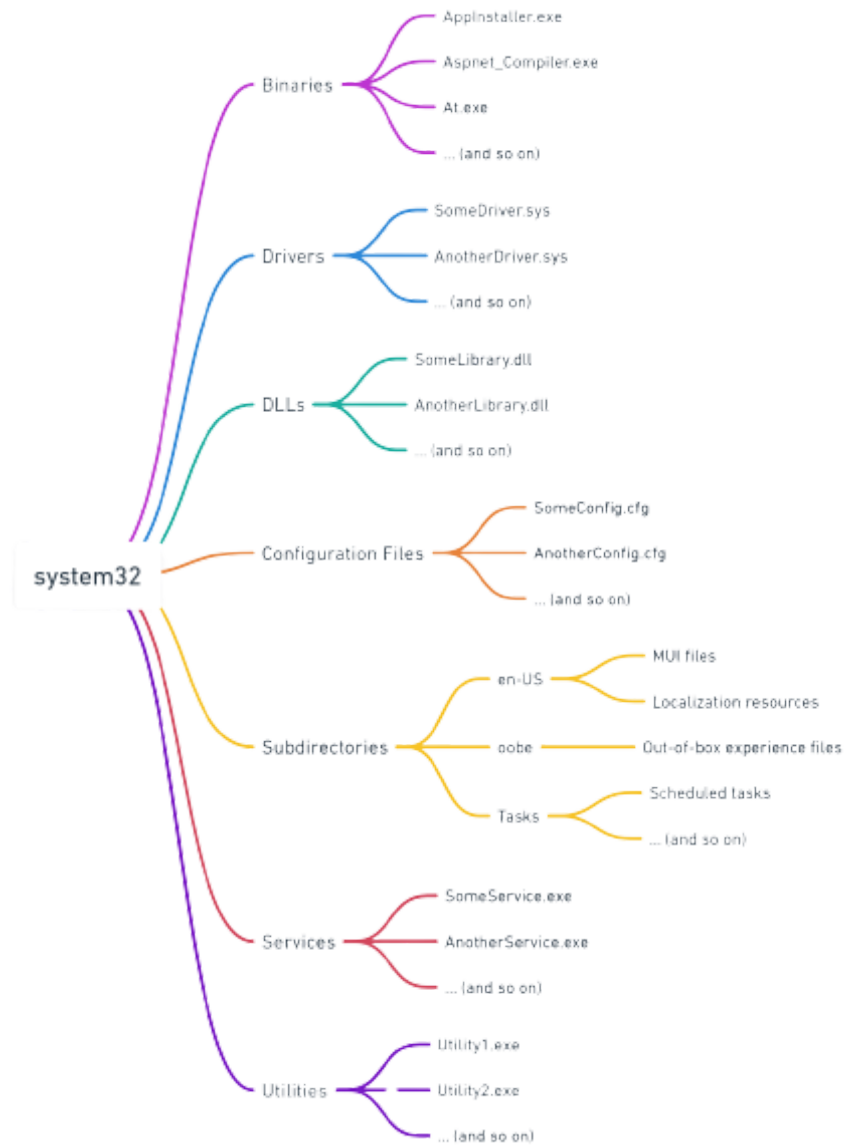 AppInstaller.exe
Binaries
Aspnet_Compiler.exe
At.exe
... (and so on)
SomeDriver.sys
Drivers
AnotherDriver.sys
... (and so on)
SomeLibrary.dll
DLLs
AnotherLibrary.dll
... (and so on)
system32
SomeConfig.cfg
Configuration Files
AnotherConfig.cfg
... (and so on)
Subdirectories
en-US
MUI files
Localization resources
oobe
Out-of-box experience files
Tasks
Scheduled tasks
... (and so on)
SomeService.exe
Services
AnotherService.exe
... (and so on)
Utility1.exe
Utilities
Utility2.exe
... (and so on)